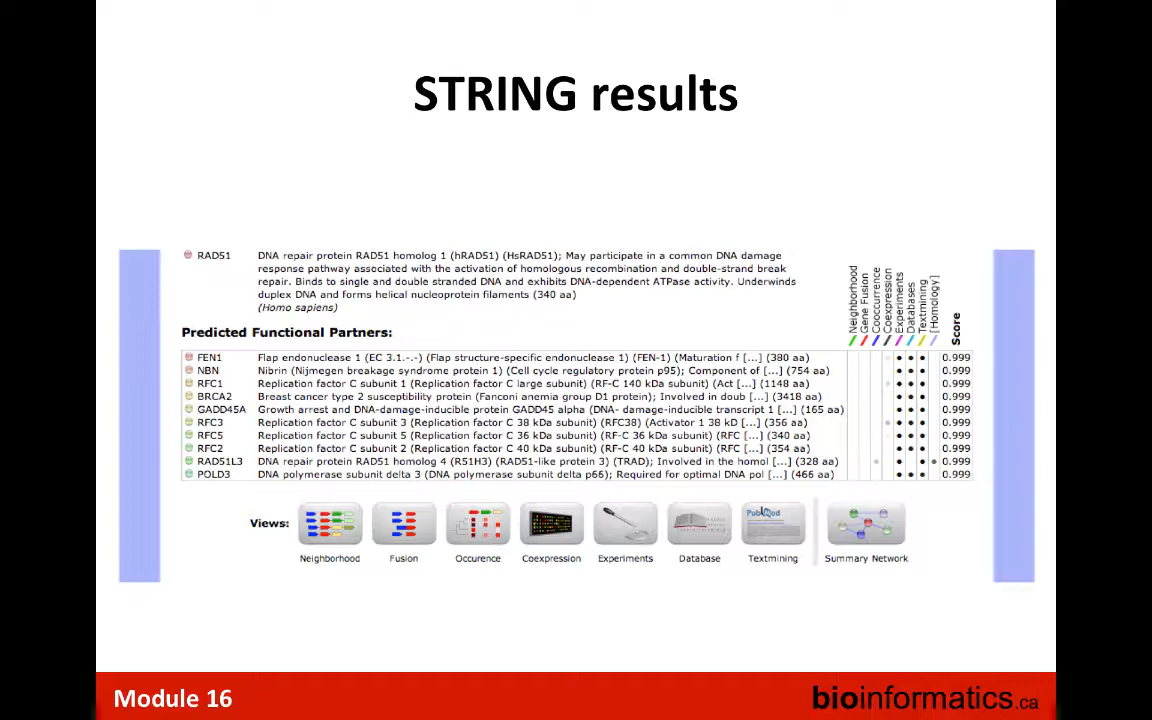 STRING results
RAD51 DNA repair protein RAD51 homolog 1 (hRAD51) (HsRAD51); May participate in a common DNA damage
response pathway associated with the activation of homologous recombination and double-strand break
repair. Binds to single and double stranded DNA and exhibits DNA-dependent ATPase activity. Underwinds
duplex DNA and forms helical nucleoprotein filaments (340 aa)
(Homo sapiens)
Neighborhood
Gene Fusion
Cooccurrence
Coexpression
Experiments
Databases
Textmining
[Homology]
Score
Predicted Functional Partners:
FEN1 Flap endonuclease 1 (EC 3.1.-.-) (Flap structure-specific endonuclease 1) (FEN-1) (Maturation f [...] (380 aa) 0.999
NBN Nibrin (Nijmegen breakage syndrome protein 1) (Cell cycle regulatory protein p95); Component of [...] (754 aa) 0.999
RFC1 Replication factor C subunit 1 (Replication factor C large subunit) (RF-C 140 kDa subunit) (Act [...] (1148 aa) 0.999
BRCA2 Breast cancer type 2 susceptibility protein (Fanconi anemia group D1 protein); Involved in doub [...] (3418 aa) 0.999
GADD45A Growth arrest and DNA-damage-inducible protein GADD45 alpha (DNA- damage-inducible transcript 1 [...] (165 aa) 0.999
RFC3 Replication factor C subunit 3 (Replication factor C 38 kDa subunit) (RFC38) (Activator 1 38 kD [...] (356 aa) 0.999
RFC5 Replication factor C subunit 5 (Replication factor C 36 kDa subunit) (RF-C 36 kDa subunit) (RFC [...] (340 aa) 0.999
RFC2 Replication factor C subunit 2 (Replication factor C 40 kDa subunit) (RF-C 40 kDa subunit) (RFC [...] (354 aa) 0.999
RAD51L3 DNA repair protein RAD51 homolog 4 (R51H3) (RAD51-like protein 3) (TRAD); Involved in the homol [...] (328 aa) 0.999
POLD3 DNA polymerase subunit delta 3 (DNA polymerase subunit delta p66); Required for optimal DNA pol [...] (466 aa) 0.999
Views:
PubMed
Neighborhood Fusion Occurence Coexpression Experiments Database Textmining Summary Network
Module 16
bioinformatics.ca